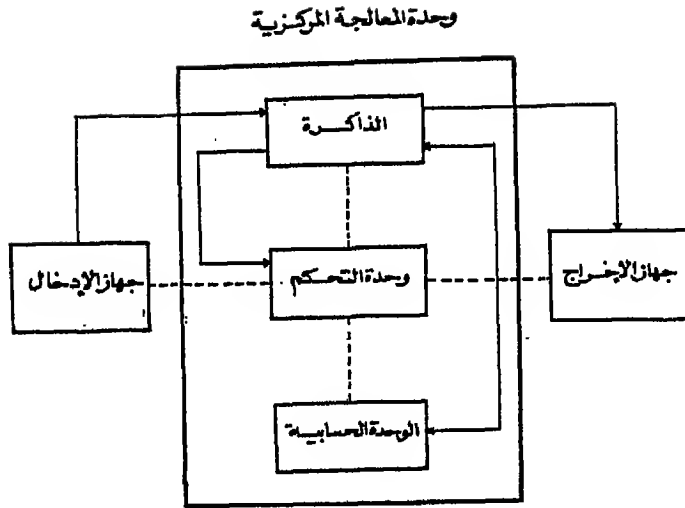 وحدة المعالجة المركزية
الذاكرة
جهاز الإخراج
وحدة التحكم
جهاز الإدخال
الوحدة الحسابية